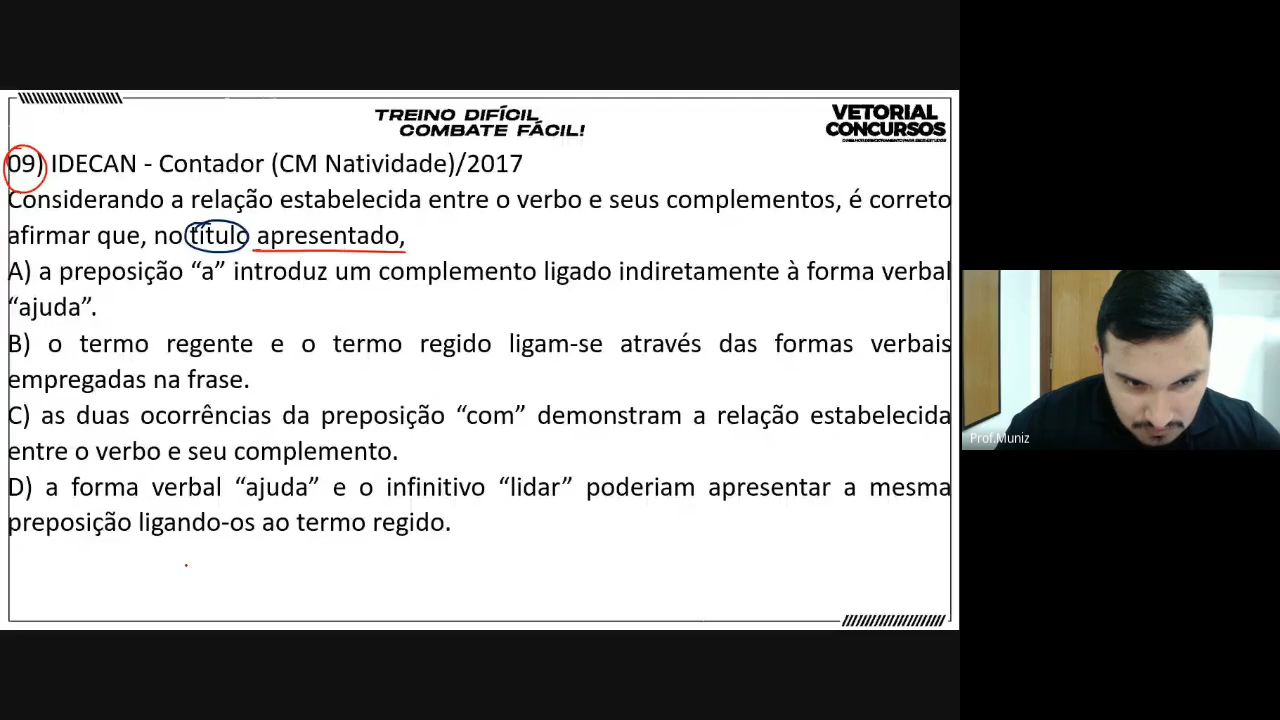 TREINO DIFÍCIL
COMBATE FÁCIL!
VETORIAL
CONCURSOS
09) IDECAN - Contador (CM Natividade)/2017
Considerando a relação estabelecida entre o verbo e seus complementos, é correto
afirmar que, no título apresentado,
A) a preposição “a” introduz um complemento ligado indiretamente à forma verbal
“ajuda”.
B) o termo regente e o termo regido ligam-se através das formas verbais
empregadas na frase.
C) as duas ocorrências da preposição “com” demonstram a relação estabelecida
entre o verbo e seu complemento.
D) a forma verbal “ajuda” e o infinitivo “lidar” poderiam apresentar a mesma
preposição ligando-os ao termo regido.
Prof.Muniz